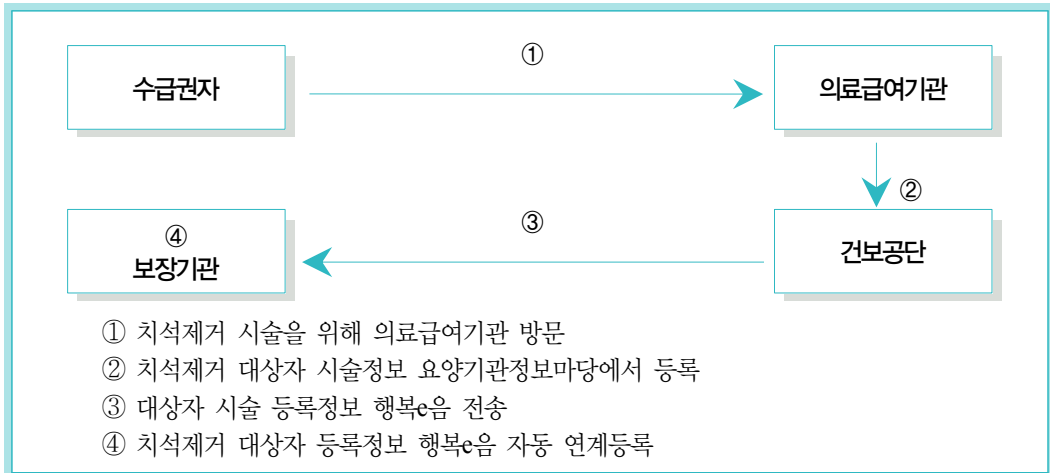 ①
수급권자
의료급여기관
②
④
보장기관
③
건보공단
① 치석제거 시술을 위해 의료급여기관 방문
② 치석제거 대상자 시술정보 요양기관정보마당에서 등록
③ 대상자 시술 등록정보 행복e음 전송
④ 치석제거 대상자 등록정보 행복e음 자동 연계등록